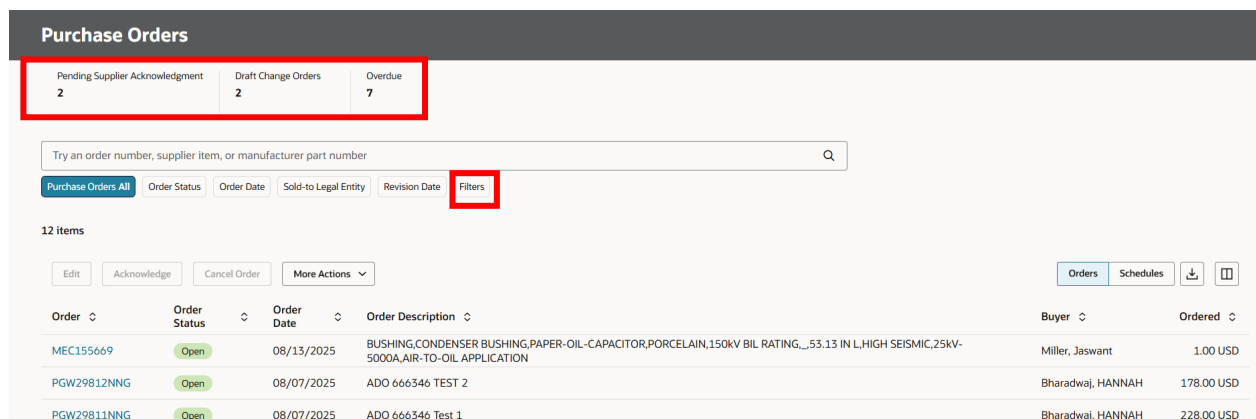 Purchase Orders
Pending Supplier Acknowledgment Draft Change Orders Overdue
2 2 7
Try an order number, supplier item, or manufacturer part number
Purchase Orders All Order Status Order Date Sold-to Legal Entity Revision Date Filters
12 items
Edit Acknowledge Cancel Order More Actions Orders Schedules
Order Order Status Order Date Order Description Buyer Ordered
MEC155669 Open 08/13/2025 BUSHING,CONDENSER BUSHING,PAPER-OIL-CAPACITOR,PORCELAIN,150kV BIL RATING,_,53.13 IN L,HIGH SEISMIC,25kV-
5000A,AIR-TO-OIL APPLICATION Miller, Jaswant 1.00 USD
PGW29812NNG Open 08/07/2025 ADO 666346 TEST 2 Bharadwaj, HANNAH 178.00 USD
PGW29811NNG Open 08/07/2025 ADO 666346 Test 1 Bharadwaj, HANNAH 228.00 USD